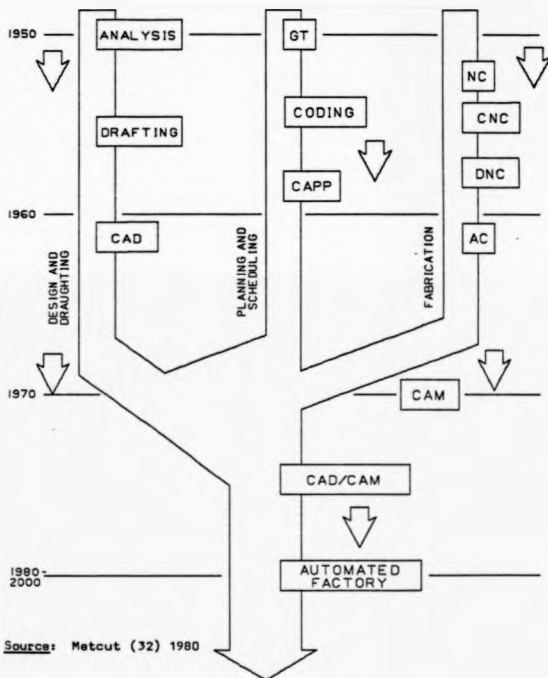 1950
ANALYSIS
GT
NC
CNC
CODING
DRAFTING
DNC
CAPP
1960
CAD
AC
DESIGN AND
DRAUGHTING
PLANNING AND
SCHEDULING
FABRICATION
1970
CAM
CAD/CAM
1980-
2000
AUTOMATED
FACTORY
Source: Metcut (32) 1980